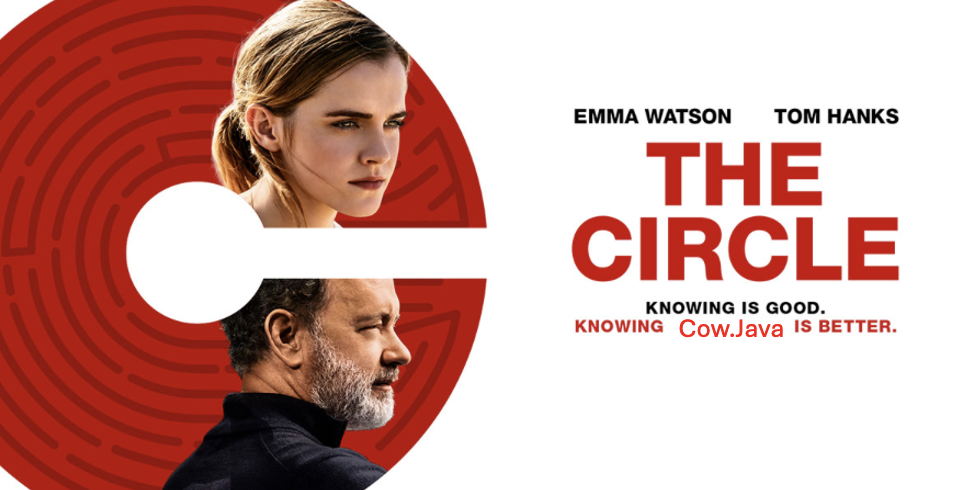 EMMA WATSON TOM HANKS
THE
CIRCLE
KNOWING IS GOOD.
KNOWING Cow.Java IS BETTER.